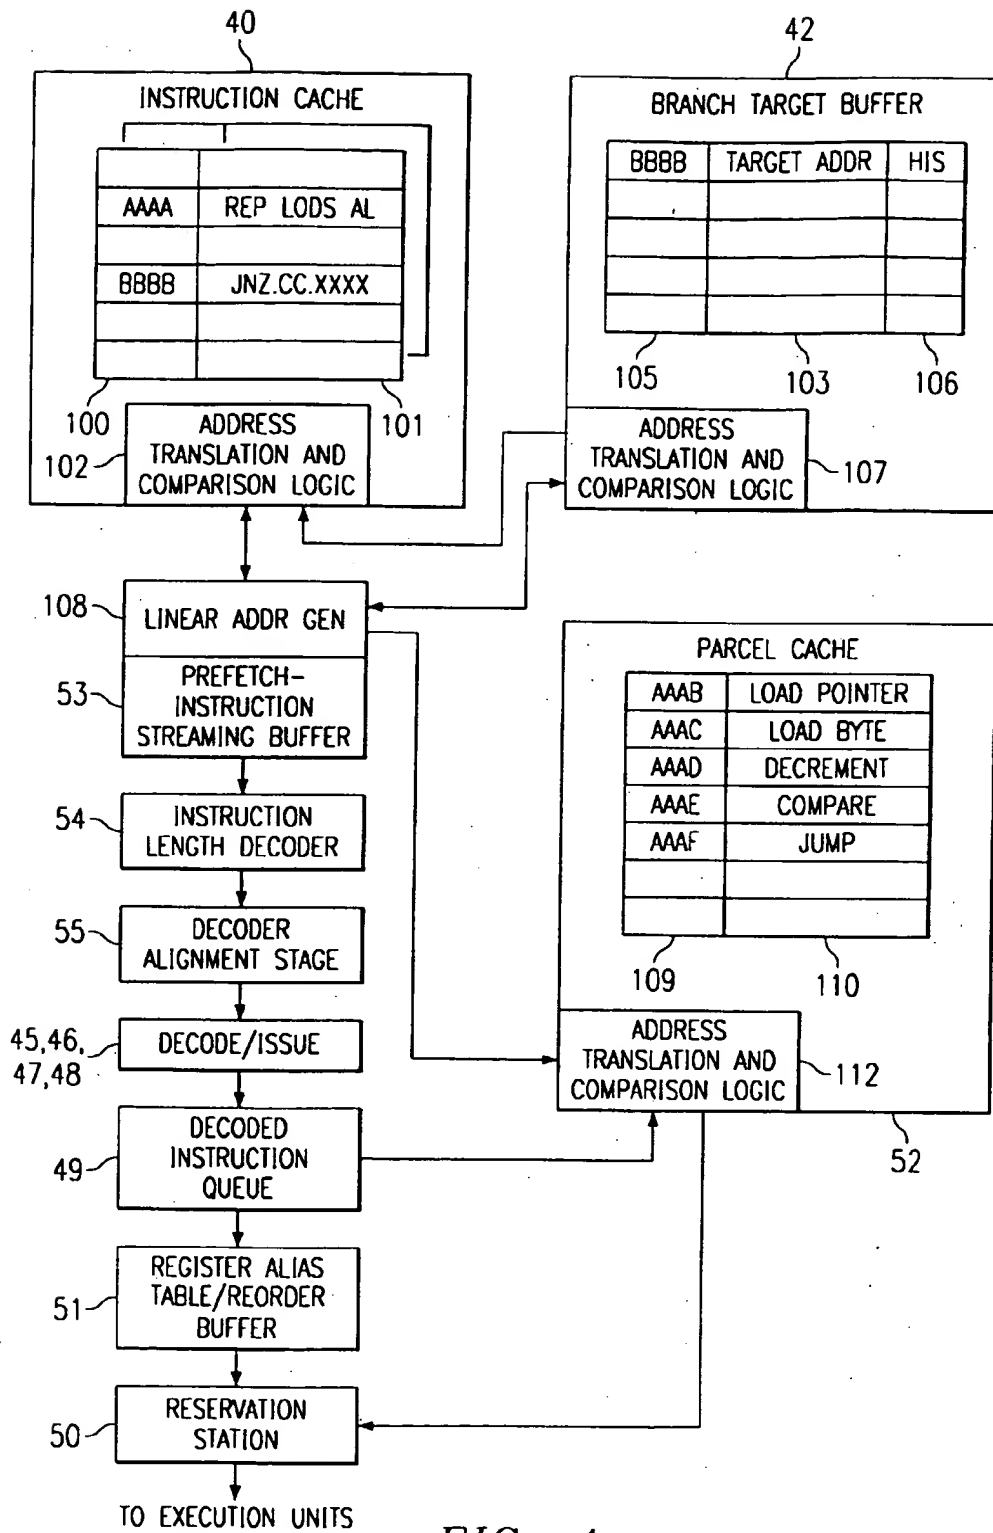 40
42
INSTRUCTION CACHE
AAAA REP LODS AL
BBBB JNZ.CC.XXXX
100
101
102
ADDRESS
TRANSLATION AND
COMPARISON LOGIC
BRANCH TARGET BUFFER
BBBB TARGET ADDR HIS
105
103
106
ADDRESS
TRANSLATION AND
COMPARISON LOGIC
107
108
LINEAR ADDR GEN
53
PREFETCH-
INSTRUCTION
STREAMING BUFFER
54
INSTRUCTION
LENGTH DECODER
55
DECODER
ALIGNMENT STAGE
45,46,
47,48
DECODE/ISSUE
49
DECODED
INSTRUCTION
QUEUE
51
REGISTER ALIAS
TABLE/REORDER
BUFFER
50
RESERVATION
STATION
TO EXECUTION UNITS
PARCEL CACHE
AAAB LOAD POINTER
AAAC LOAD BYTE
AAAD DECREMENT
AAAE COMPARE
AAAF JUMP
109
110
ADDRESS
TRANSLATION AND
COMPARISON LOGIC
112
52